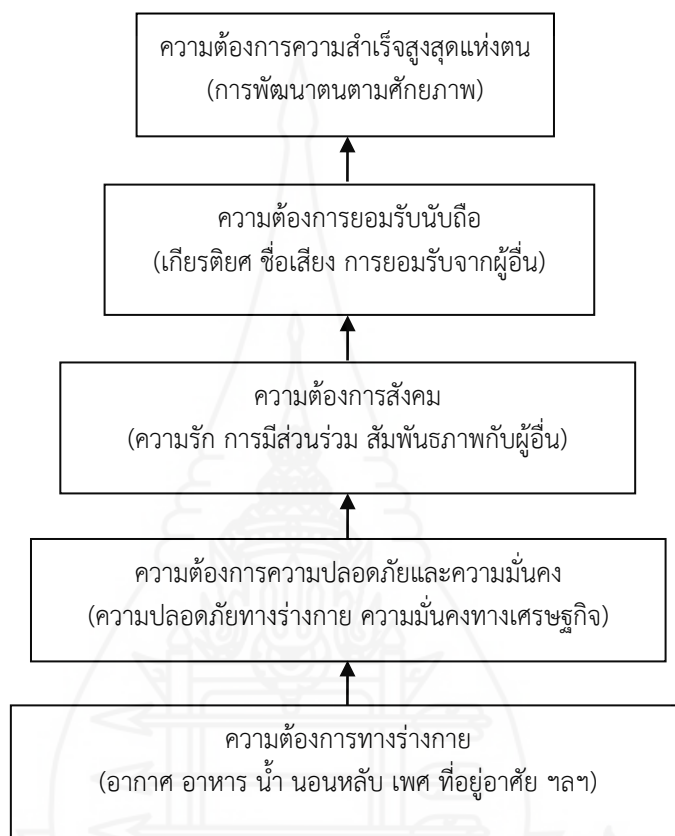 ความต้องการความสำเร็จสูงสุดแห่งตน
(การพัฒนาตนตามศักยภาพ)
ความต้องการยอมรับนับถือ
(เกียรติยศ ชื่อเสียง การยอมรับจากผู้อื่น)
ความต้องการสังคม
(ความรัก การมีส่วนร่วม สัมพันธภาพกับผู้อื่น)
ความต้องการความปลอดภัยและความมั่นคง
(ความปลอดภัยทางร่างกาย ความมั่นคงทางเศรษฐกิจ)
ความต้องการทางร่างกาย
(อากาศ อาหาร น้ำ นอนหลับ เพศ ที่อยู่อาศัย ฯลฯ)